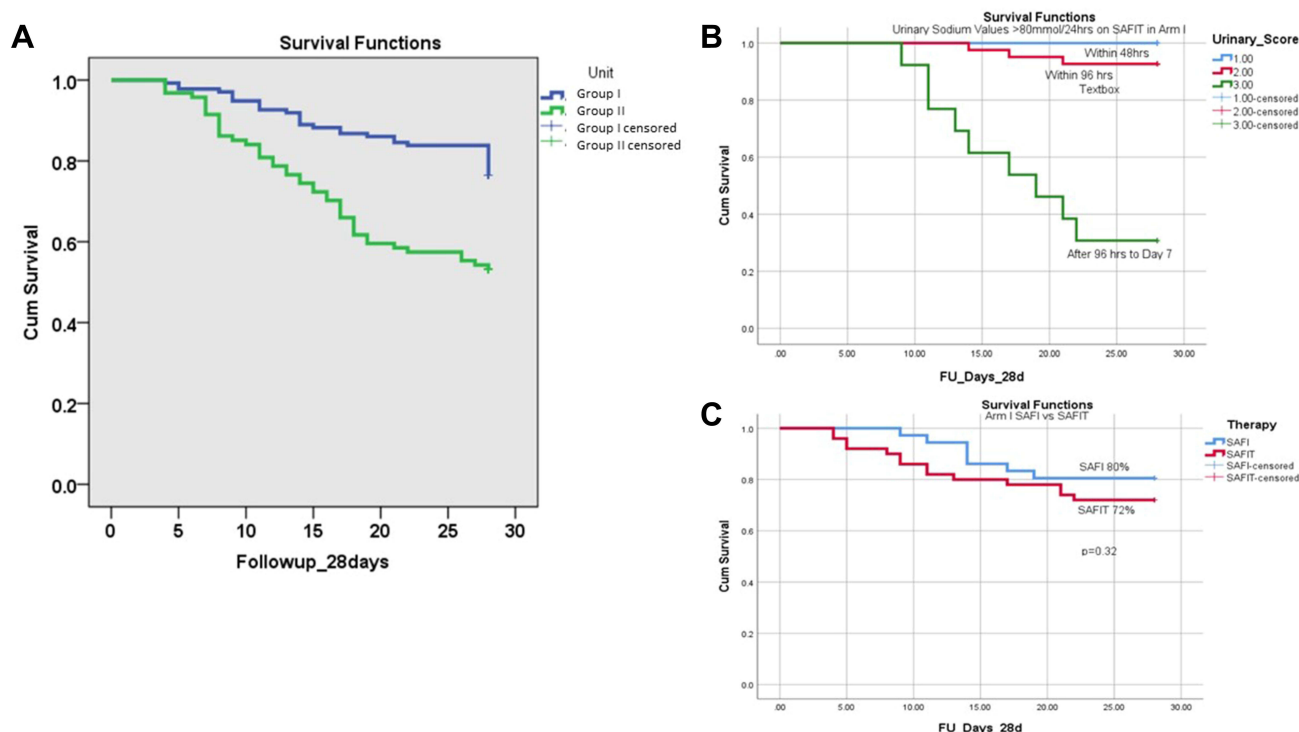 A
Survival Functions
Unit
Group I
Group II
Group I censored
Group II censored
Cum Survival
1.0
0.8
0.6
0.4
0.2
0.0
0 5 10 15 20 25 30
Followup_28days
B
Survival Functions
Urinary Sodium Values >80mmol/24hrs on SAFIT in Arm I
Urinary_Score
1.00
2.00
3.00
1.00-censored
2.00-censored
3.00-censored
Within 48hrs
Within 96 hrs
Textbox
After 96 hrs to Day 7
Cum Survival
1.0
0.8
0.6
0.4
0.2
0.0
.00 5.00 10.00 15.00 20.00 25.00 30.00
FU_Days_28d
C
Survival Functions
Arm I SAFI vs SAFIT
Therapy
SAFI
SAFIT
SAFI-censored
SAFIT-censored
SAFI 80%
SAFIT 72%
p=0.32
Cum Survival
1.0
0.8
0.6
0.4
0.2
0.0
.00 5.00 10.00 15.00 20.00 25.00 30.00
FU_Days_28d